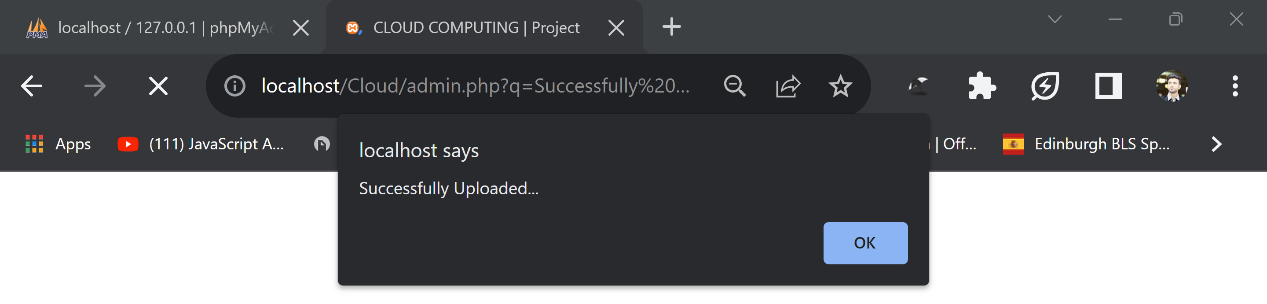 localhost / 127.0.0.1 | phpMyAc
CLOUD COMPUTING | Project
localhost/Cloud/admin.php?q=Successfully%20...
Apps
(111) JavaScript A...
| Off...
Edinburgh BLS Sp...
localhost says
Successfully Uploaded...
OK